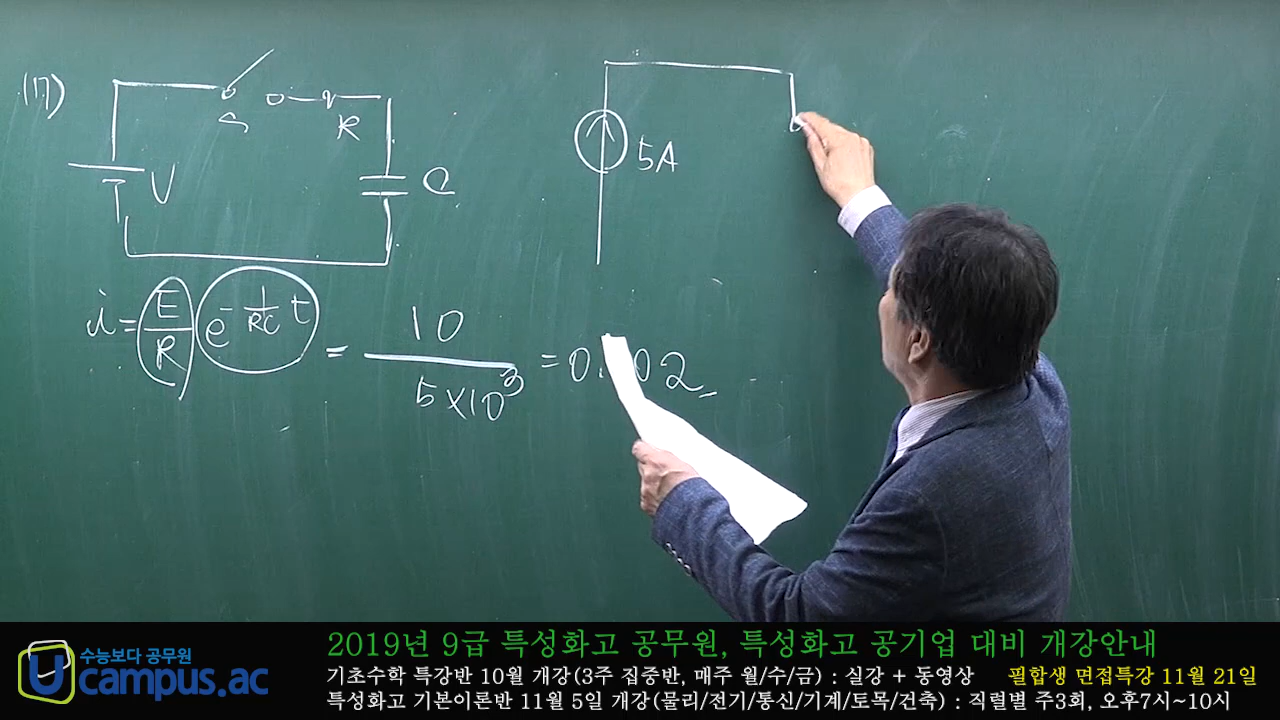 (17)
S
R
V
C
5A
i = E/R e^(-1/RC t) = 10 / 5×10³ = 0. 02
수능보다 공무원
Ucampus.ac
2019년 9급 특성화고 공무원, 특성화고 공기업 대비 개강안내
기초수학 특강반 10월 개강(3주 집중반, 매주 월/수/금) : 실강 + 동영상 필합생 면접특강 11월 21일
특성화고 기본이론반 11월 5일 개강(물리/전기/통신/기계/토목/건축) : 직렬별 주3회, 오후7시~10시